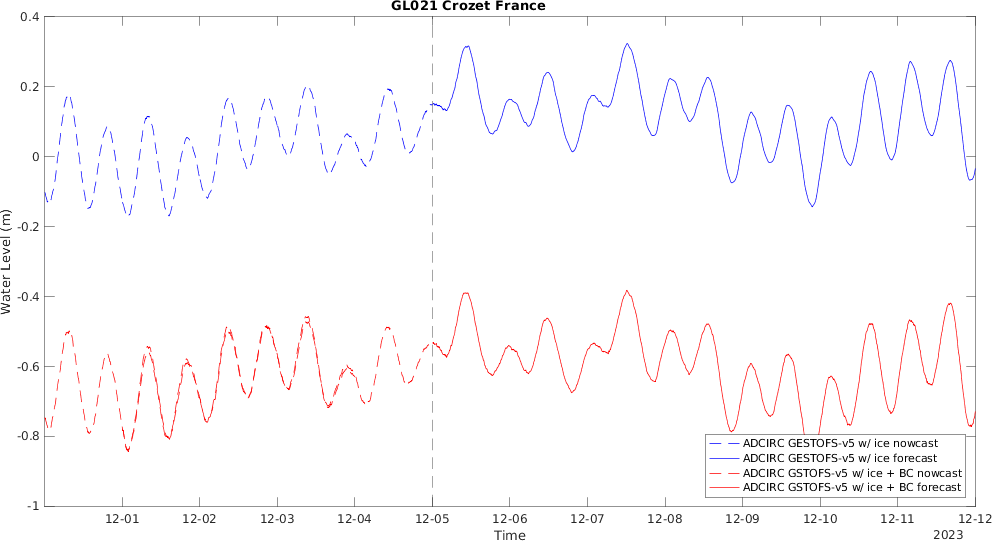 GL021 Crozet France
0.4
0.2
0
-0.2
-0.4
-0.6
-0.8
-1
Water Level (m)
ADCIRC GESTOFS-v5 w/ ice nowcast
ADCIRC GESTOFS-v5 w/ ice forecast
ADCIRC GSTOFS-v5 w/ ice + BC nowcast
ADCIRC GSTOFS-v5 w/ ice + BC forecast
12-01 12-02 12-03 12-04 12-05 12-06 12-07 12-08 12-09 12-10 12-11 12-12
Time
2023